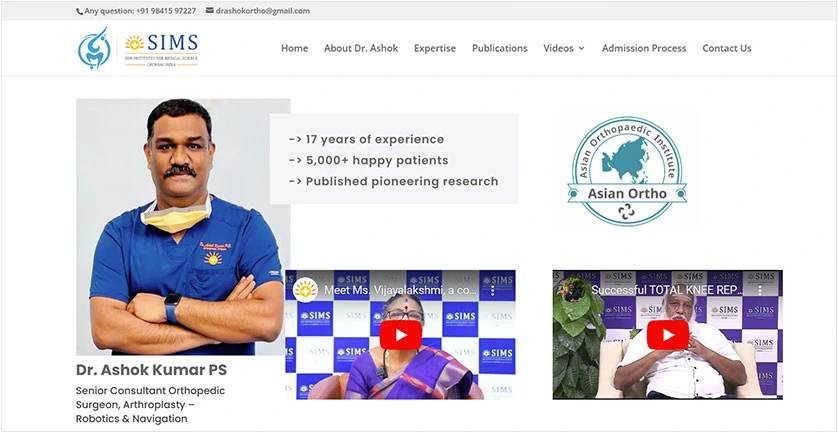 Any question: +91 98415 97227 drashokortho@gmail.com
SIMS
SRM INSTITUTES FOR MEDICAL SCIENCE
CHENNAI, INDIA
Home About Dr. Ashok Expertise Publications Videos Admission Process Contact Us
-> 17 years of experience
-> 5,000+ happy patients
-> Published pioneering research
Asian Orthopaedic Institute
Asian Ortho
Meet Ms. Vijayalakshmi, a co...
SIMS
Successful TOTAL KNEE REP...
SIMS
Dr. Ashok Kumar PS
Senior Consultant Orthopedic
Surgeon, Arthroplasty –
Robotics & Navigation